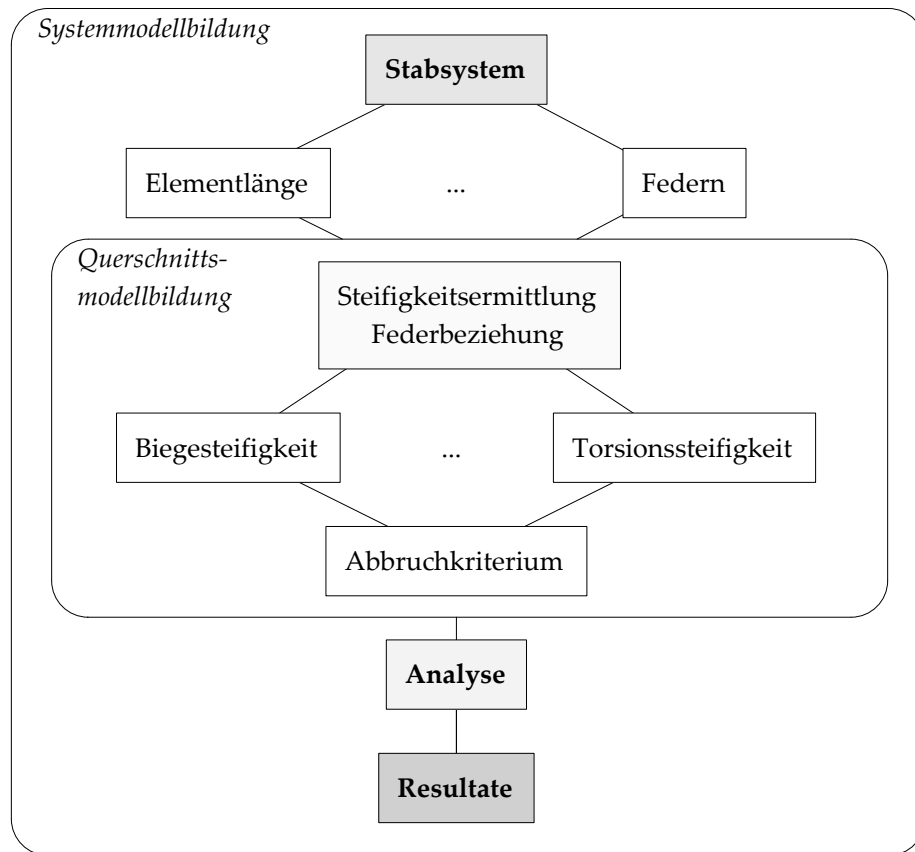 Systemmodellbildung
Stabsystem
Elementlänge
...
Federn
Querschnitts-
modellbildung
Steifigkeitsermittlung
Federbeziehung
Biegesteifigkeit
...
Torsionssteifigkeit
Abbruchkriterium
Analyse
Resultate